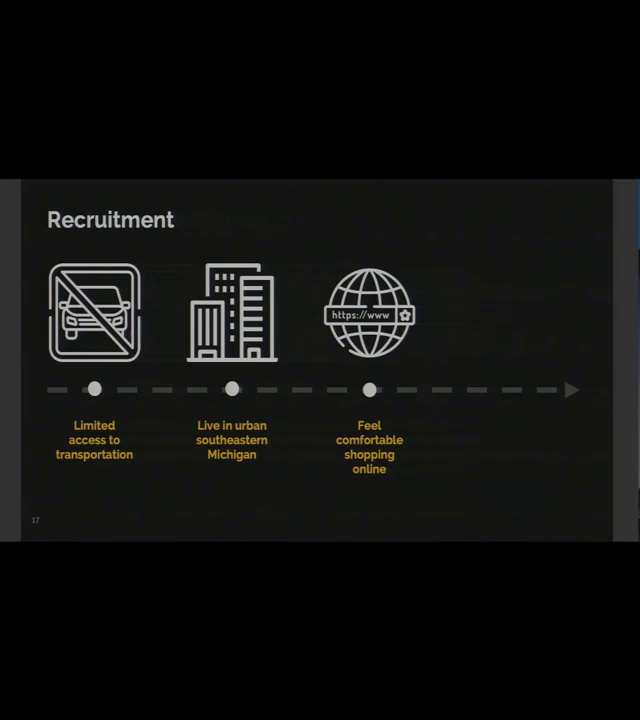 Recruitment
https://www
Limited
access to
transportation
Live in urban
southeastern
Michigan
Feel
comfortable
shopping
online
17